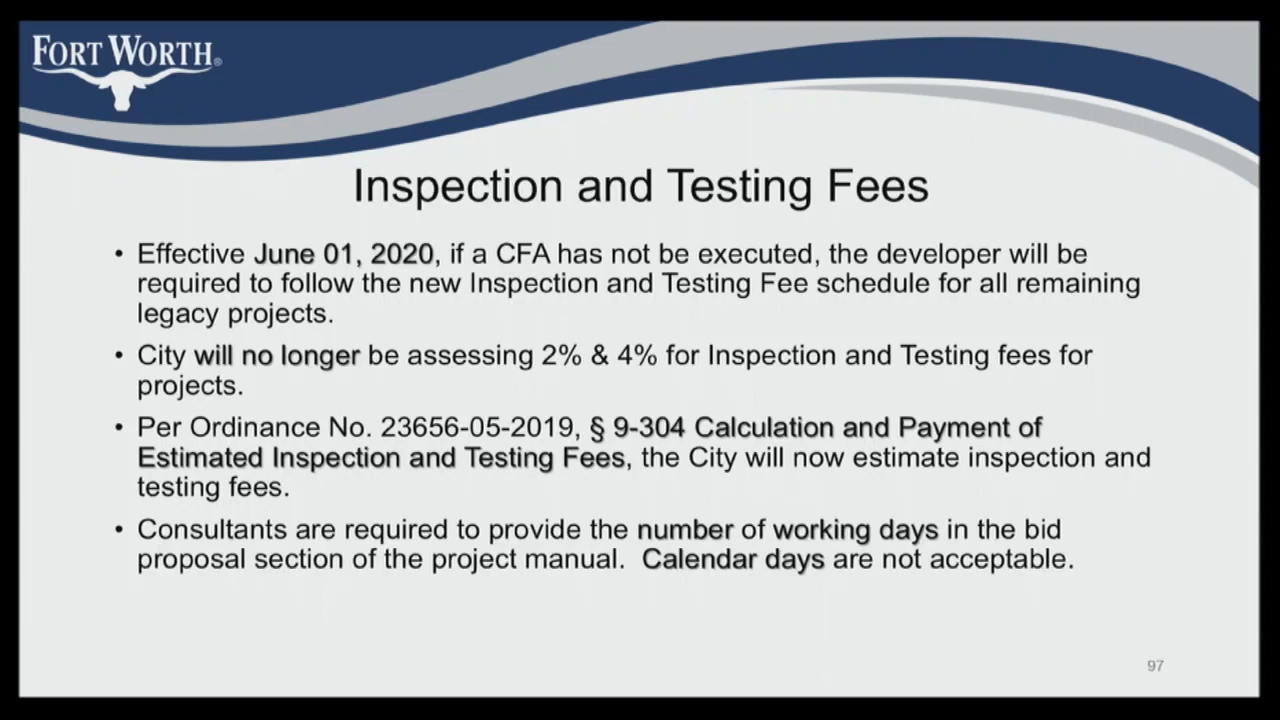 FORT WORTH®
Inspection and Testing Fees
• Effective June 01, 2020, if a CFA has not be executed, the developer will be
required to follow the new Inspection and Testing Fee schedule for all remaining
legacy projects.
• City will no longer be assessing 2% & 4% for Inspection and Testing fees for
projects.
• Per Ordinance No. 23656-05-2019, § 9-304 Calculation and Payment of
Estimated Inspection and Testing Fees, the City will now estimate inspection and
testing fees.
• Consultants are required to provide the number of working days in the bid
proposal section of the project manual.  Calendar days are not acceptable.
97